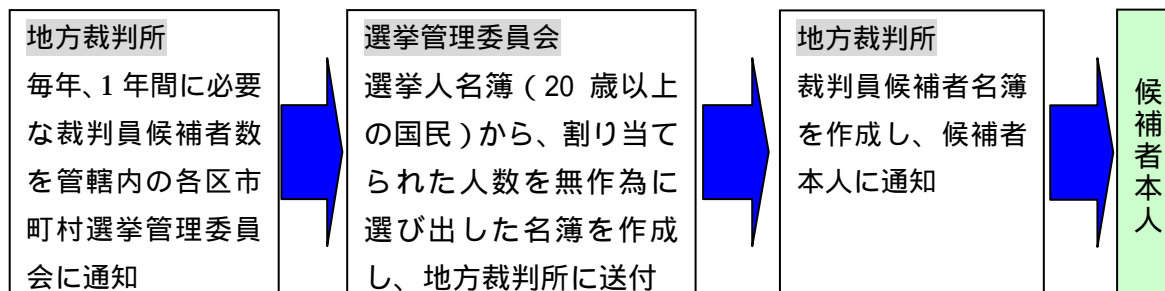 地方裁判所
毎年、1年間に必要
な裁判員候補者数
を管轄内の各区市
町村選挙管理委員
会に通知
選挙管理委員会
選挙人名簿(20 歳以上
の国民)から、割り当て
られた人数を無作為に
選び出した名簿を作成
し、地方裁判所に送付
地方裁判所
裁判員候補者名簿
を作成し、候補者
本人に通知
候補者本人